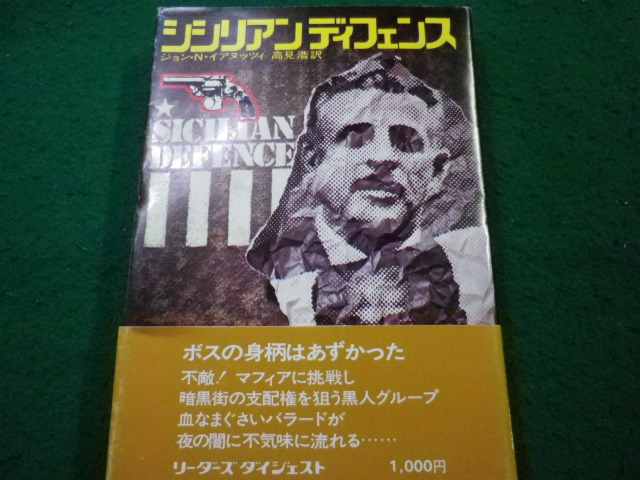 シシリアンディフェンス
ジョン・N・イアヌッツィ/高見浩訳
SICILIAN
DEFENCE
ボスの身柄はあずかった
不敵！マフィアに挑戦し
暗黒街の支配権を狙う黒人グループ
血なまぐさいバラードが
夜の闇に不気味に流れる……
リーダーズ ダイジェスト 1,000円